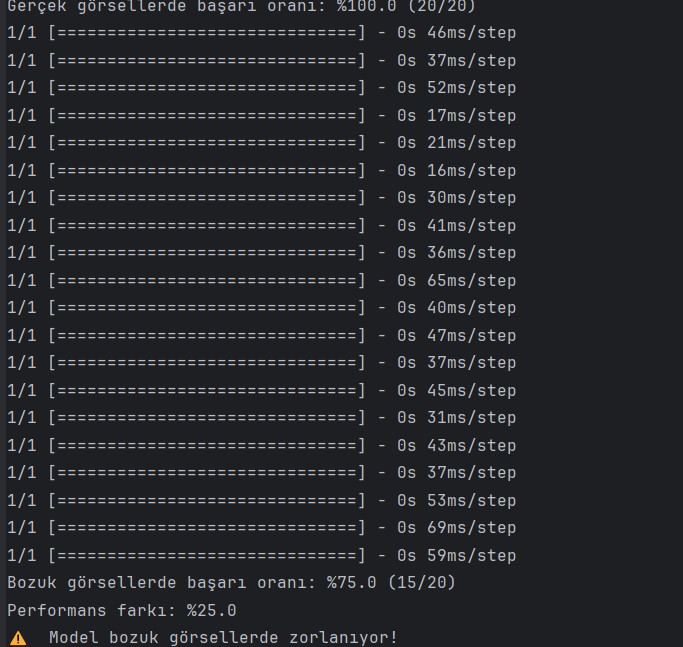 Gerçek görsellerde başarı oranı: %100.0 (20/20)
1/1 [==============================] - 0s 46ms/step
1/1 [==============================] - 0s 37ms/step
1/1 [==============================] - 0s 52ms/step
1/1 [==============================] - 0s 17ms/step
1/1 [==============================] - 0s 21ms/step
1/1 [==============================] - 0s 16ms/step
1/1 [==============================] - 0s 30ms/step
1/1 [==============================] - 0s 41ms/step
1/1 [==============================] - 0s 36ms/step
1/1 [==============================] - 0s 65ms/step
1/1 [==============================] - 0s 40ms/step
1/1 [==============================] - 0s 47ms/step
1/1 [==============================] - 0s 37ms/step
1/1 [==============================] - 0s 45ms/step
1/1 [==============================] - 0s 31ms/step
1/1 [==============================] - 0s 43ms/step
1/1 [==============================] - 0s 37ms/step
1/1 [==============================] - 0s 53ms/step
1/1 [==============================] - 0s 69ms/step
1/1 [==============================] - 0s 59ms/step
Bozuk görsellerde başarı oranı: %75.0 (15/20)
Performans farkı: %25.0
⚠️ Model bozuk görsellerde zorlanıyor!